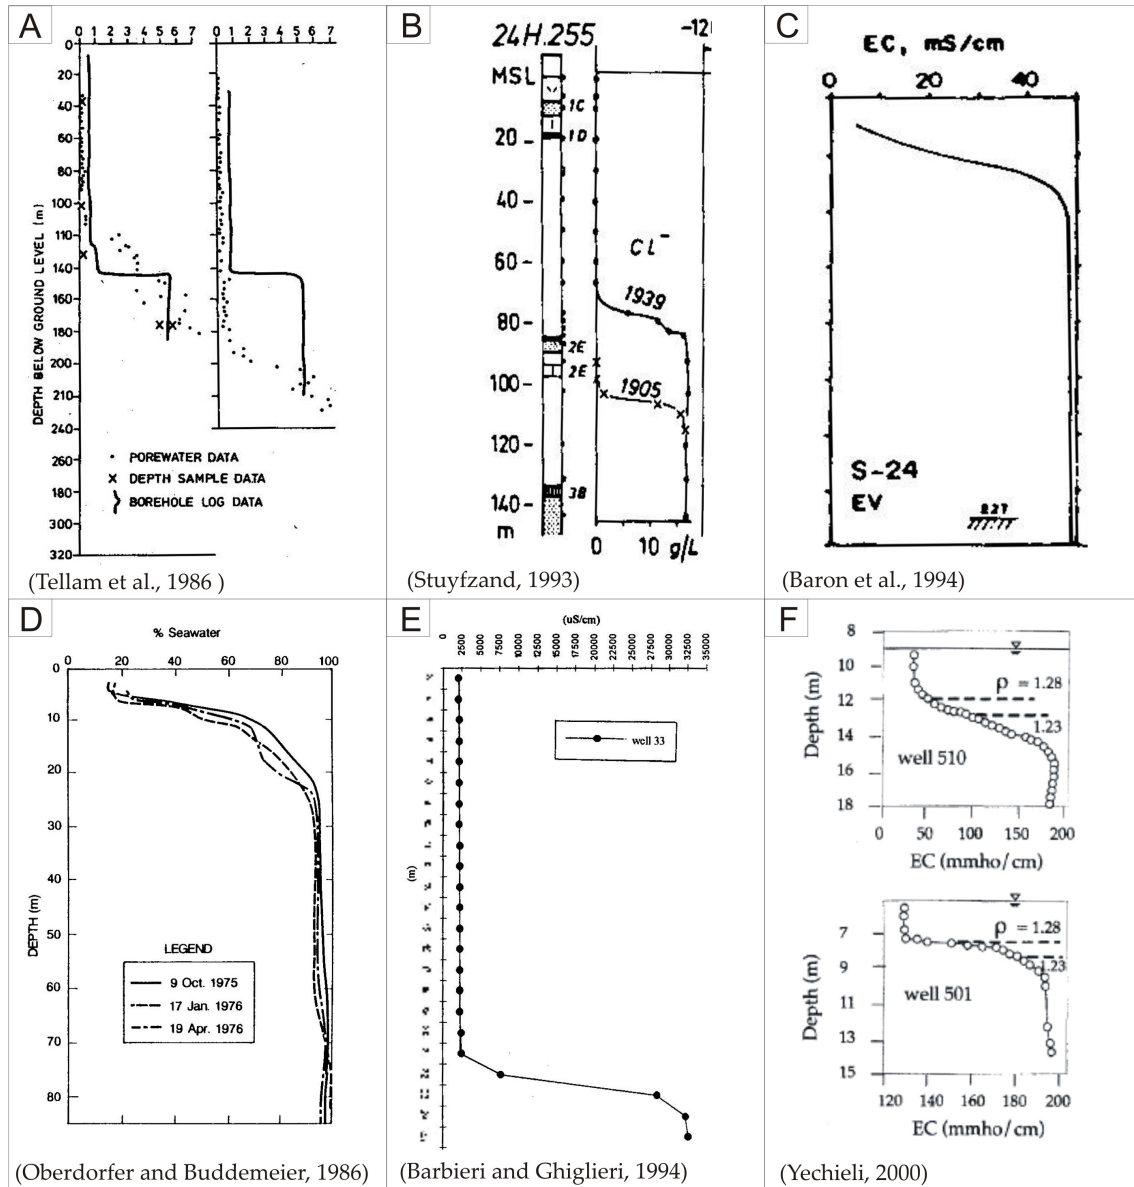 A
0 1 2 3 4 5 6 7
0 1 2 3 4 5 6 7
0
20
40
60
80
100
110
140
150
180
200
210
240
260
280
300
320
DEPTH BELOW GROUND LEVEL (m)
POREWATER DATA
× DEPTH SAMPLE DATA
BOREHOLE LOG DATA
(Tellam et al., 1986 )
B
24H.255
MSL
1C
1D
20
40
60
80
100
120
140
m
2E
2E
3B
CL⁻
1939
1905
0 10 g/L
(Stuyfzand, 1993)
C
EC, mS/cm
0 20 40
S-24
EV
227
(Baron et al., 1994)
D
% Seawater
0 20 40 60 80 100
0
10
20
30
40
50
60
70
80
DEPTH (m)
LEGEND
9 Oct. 1975
17 Jan. 1976
19 Apr. 1976
(Oberdorfer and Buddemeier, 1986)
E
(uS/cm)
0 2500 5000 7500 10000 12500 15000 17500 20000 22500 25000 27500 30000 32500 35000
well 33
(m)
(Barbieri and Ghiglieri, 1994)
F
8
10
12
14
16
18
Depth (m)
ρ = 1.28
1.23
well 510
0 50 100 150 200
EC (mmho/cm)
7
9
11
13
15
Depth (m)
ρ = 1.28
1.23
well 501
120 140 160 180 200
EC (mmho/cm)
(Yechieli, 2000)